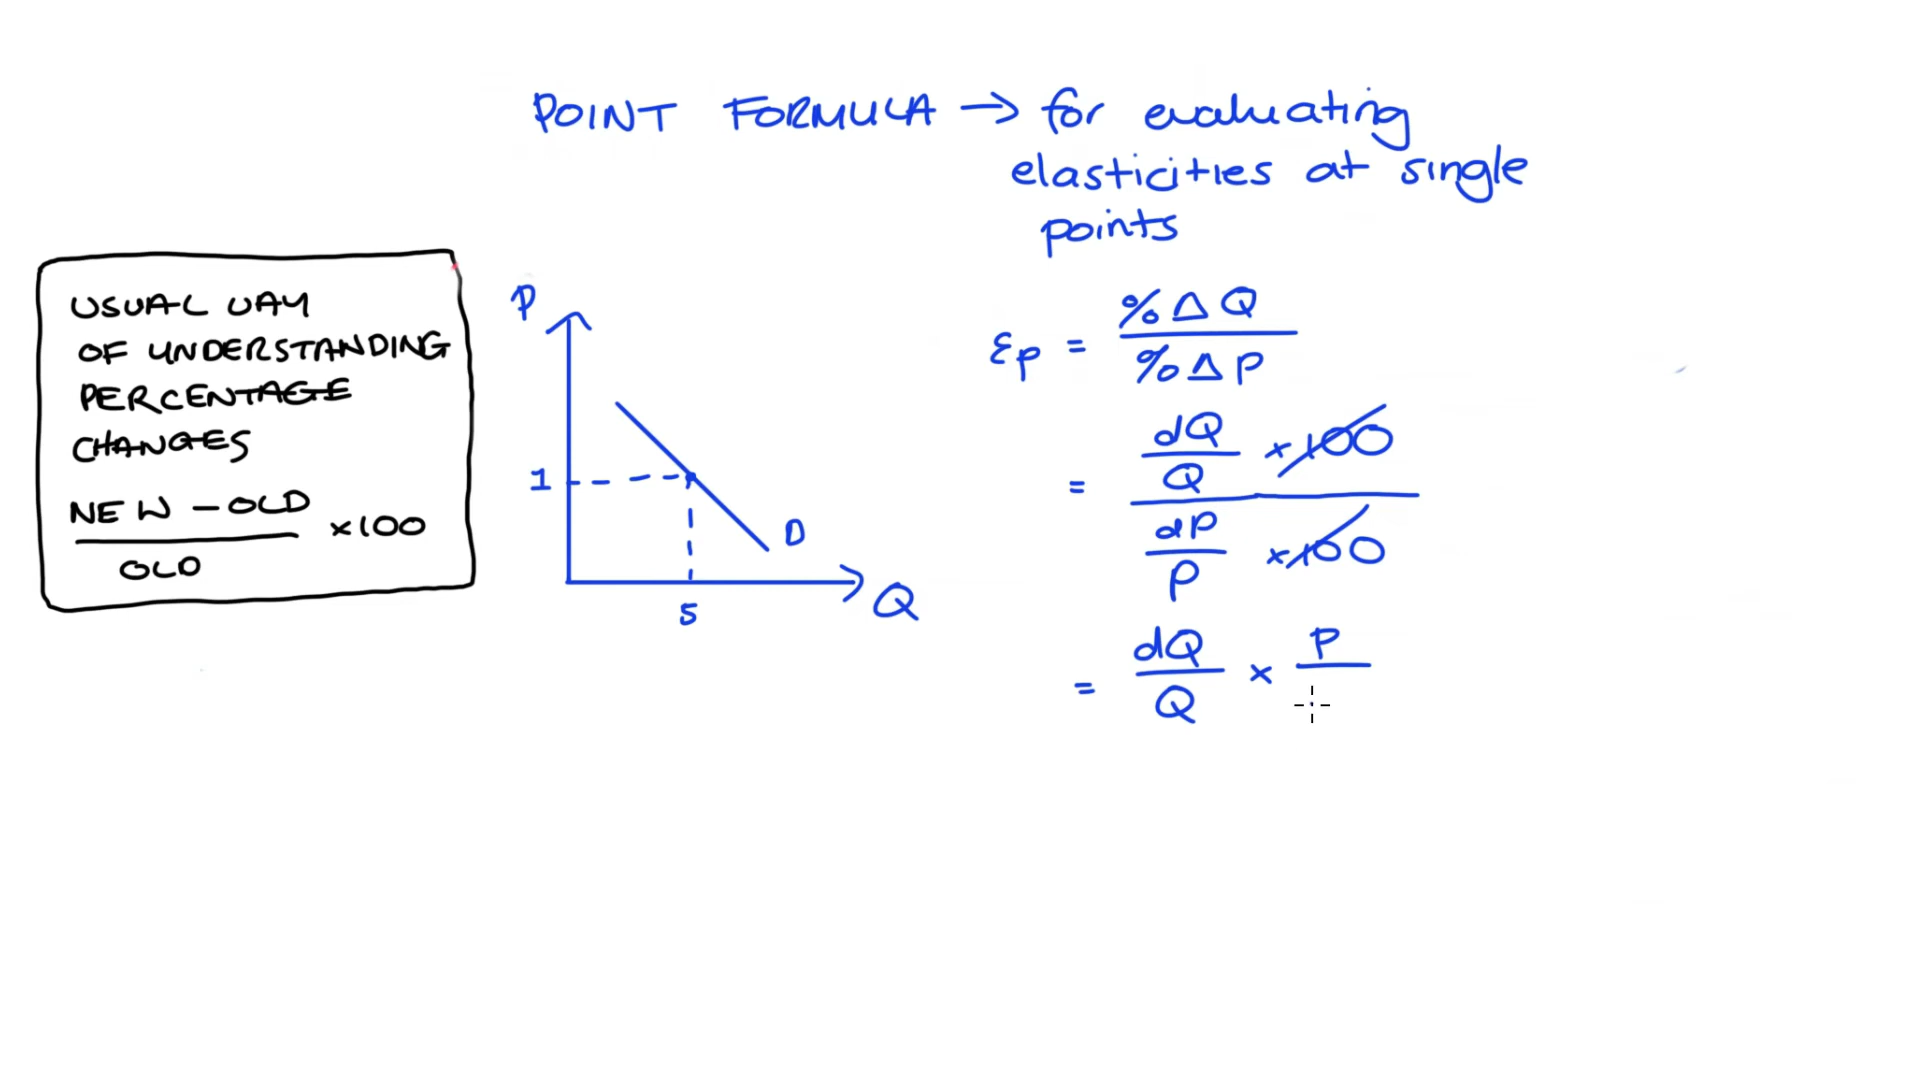 POINT FORMULA → for evaluating
elasticities at single
points
USUAL WAY
OF UNDERSTANDING
PERCENTAGE
CHANGES
NEW - OLD
OLD
×100
P
1
D
5
Q
εp = %ΔQ
%ΔP
= dQ
Q
×100
dP
P
×100
= dQ
Q
× P